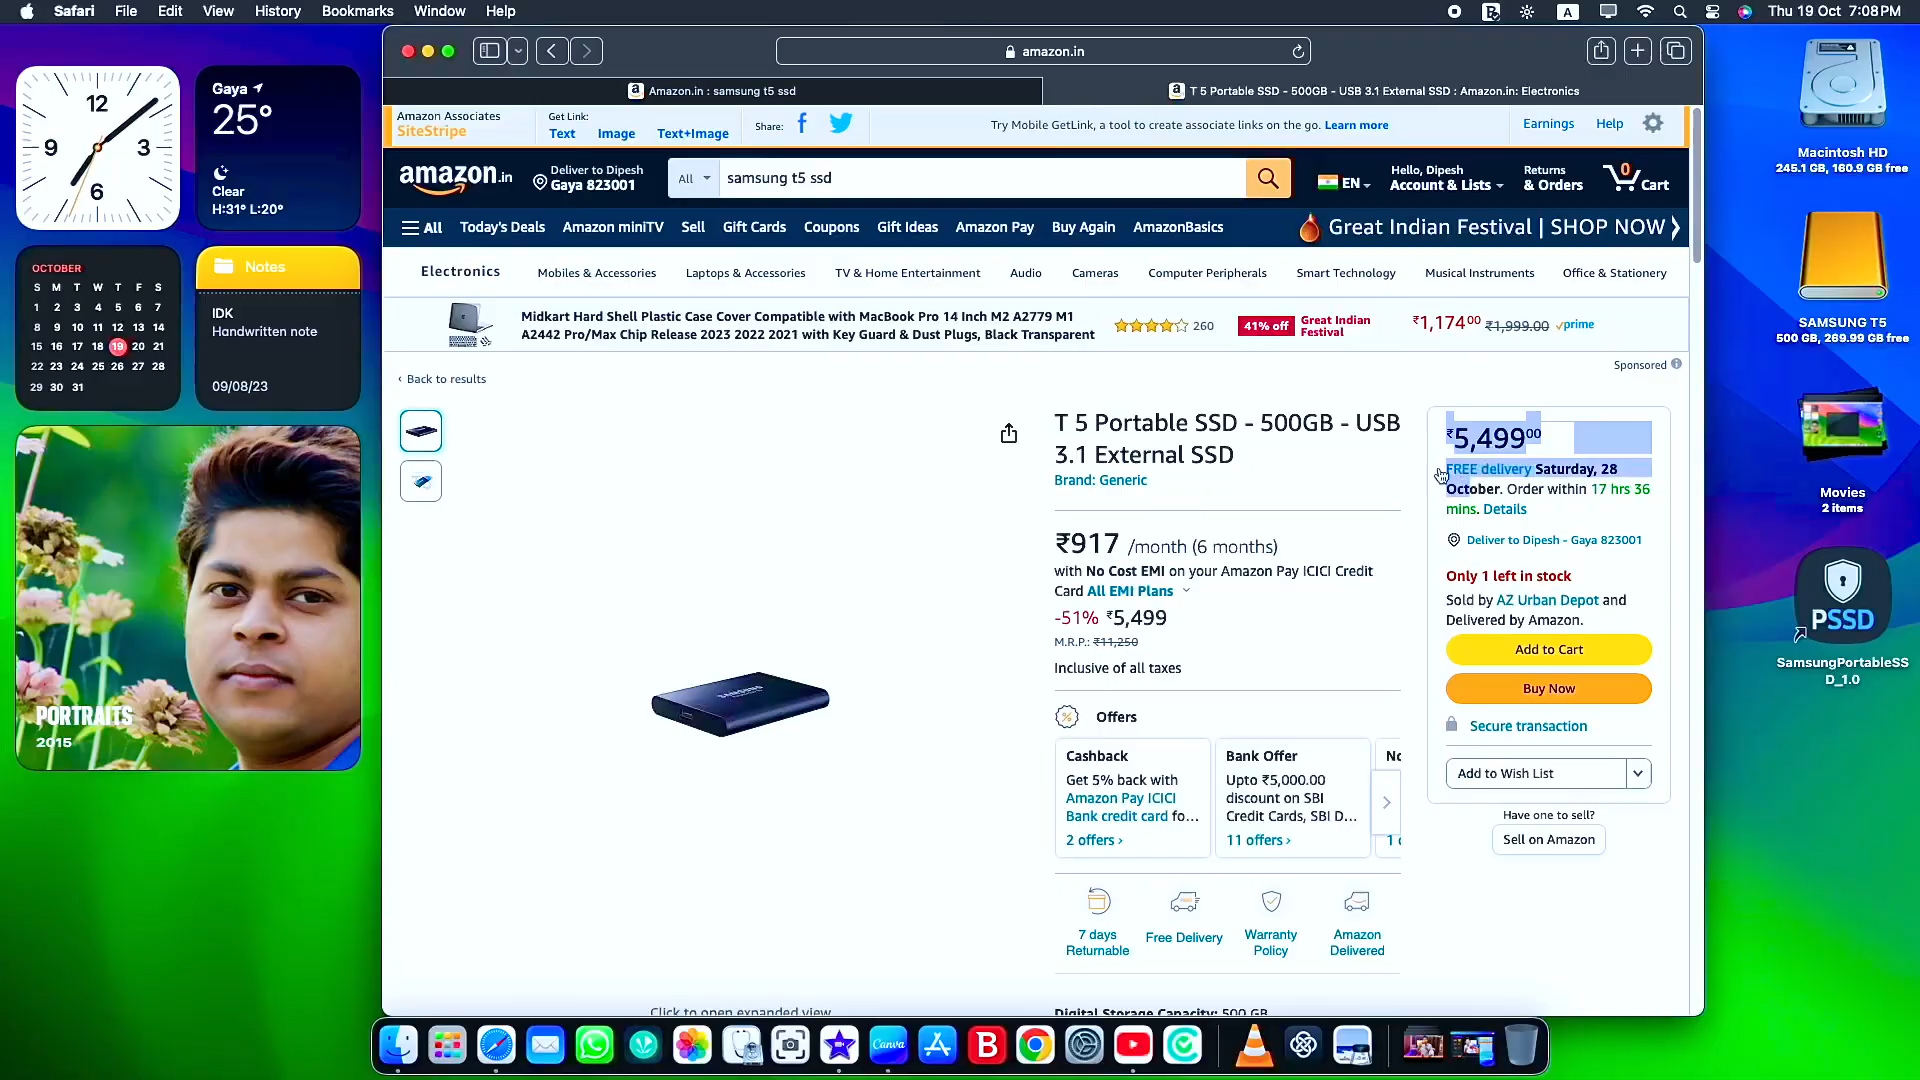 Safari File Edit View History Bookmarks Window Help
A
Thu 19 Oct 7:08 PM
12
3
6
9
Gaya
25°
Clear
H:31° L:20°
OCTOBER
S M T W T F S
1 2 3 4 5 6 7
8 9 10 11 12 13 14
15 16 17 18 19 20 21
22 23 24 25 26 27 28
29 30 31
Notes
IDK
Handwritten note
09/08/23
PORTRAITS
2015
amazon.in
Amazon.in : samsung t5 ssd
T 5 Portable SSD - 500GB - USB 3.1 External SSD : Amazon.in: Electronics
Amazon Associates
SiteStripe
Get Link:
Text Image Text+Image
Share:
Try Mobile GetLink, a tool to create associate links on the go. Learn more
Earnings Help
amazon.in
Deliver to Dipesh
Gaya 823001
All
samsung t5 ssd
EN
Hello, Dipesh
Account & Lists
Returns
& Orders
0
Cart
All Today's Deals Amazon miniTV Sell Gift Cards Coupons Gift Ideas Amazon Pay Buy Again AmazonBasics
Great Indian Festival | SHOP NOW
Electronics Mobiles & Accessories Laptops & Accessories TV & Home Entertainment Audio Cameras Computer Peripherals Smart Technology Musical Instruments Office & Stationery
Midkart Hard Shell Plastic Case Cover Compatible with MacBook Pro 14 Inch M2 A2779 M1
A2442 Pro/Max Chip Release 2023 2022 2021 with Key Guard & Dust Plugs, Black Transparent
260
41% off
Great Indian
Festival
₹1,174.00 ₹1,999.00 prime
Sponsored
‹ Back to results
SAMSUNG
Click to open expanded view
T 5 Portable SSD - 500GB - USB
3.1 External SSD
Brand: Generic
₹917 /month (6 months)
with No Cost EMI on your Amazon Pay ICICI Credit
Card All EMI Plans
-51% ₹5,499
M.R.P.: ₹11,250
Inclusive of all taxes
Offers
Cashback
Get 5% back with
Amazon Pay ICICI
Bank credit card fo...
2 offers ›
Bank Offer
Upto ₹5,000.00
discount on SBI
Credit Cards, SBI D...
11 offers ›
7 days
Returnable
Free Delivery
Warranty
Policy
Amazon
Delivered
Digital Storage Capacity: 500 GB
₹5,499.00
FREE delivery Saturday, 28
October. Order within 17 hrs 36
mins. Details
Deliver to Dipesh - Gaya 823001
Only 1 left in stock
Sold by AZ Urban Depot and
Delivered by Amazon.
Add to Cart
Buy Now
Secure transaction
Add to Wish List
Have one to sell?
Sell on Amazon
Macintosh HD
245.1 GB, 160.9 GB free
SAMSUNG T5
500 GB, 269.99 GB free
Movies
2 items
PSSD
SamsungPortableSS
D_1.0
Canva
B